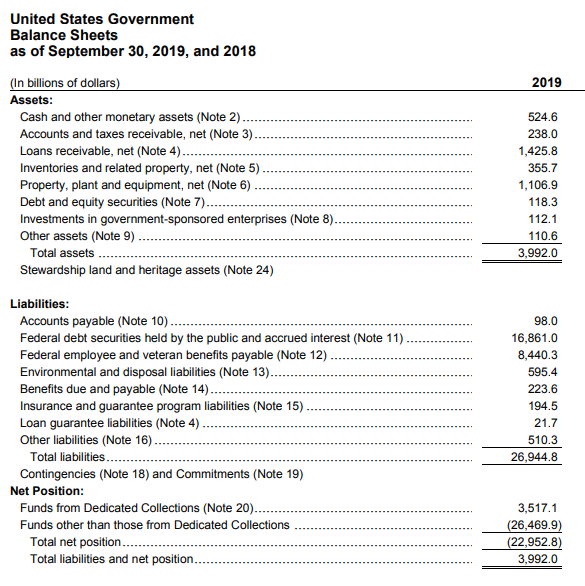 United States Government
Balance Sheets
as of September 30, 2019, and 2018
(In billions of dollars) 2019
Assets:
Cash and other monetary assets (Note 2) 524.6
Accounts and taxes receivable, net (Note 3) 238.0
Loans receivable, net (Note 4) 1,425.8
Inventories and related property, net (Note 5) 355.7
Property, plant and equipment, net (Note 6) 1,106.9
Debt and equity securities (Note 7) 118.3
Investments in government-sponsored enterprises (Note 8) 112.1
Other assets (Note 9) 110.6
Total assets 3,992.0
Stewardship land and heritage assets (Note 24)
Liabilities:
Accounts payable (Note 10) 98.0
Federal debt securities held by the public and accrued interest (Note 11) 16,861.0
Federal employee and veteran benefits payable (Note 12) 8,440.3
Environmental and disposal liabilities (Note 13) 595.4
Benefits due and payable (Note 14) 223.6
Insurance and guarantee program liabilities (Note 15) 194.5
Loan guarantee liabilities (Note 4) 21.7
Other liabilities (Note 16) 510.3
Total liabilities 26,944.8
Contingencies (Note 18) and Commitments (Note 19)
Net Position:
Funds from Dedicated Collections (Note 20) 3,517.1
Funds other than those from Dedicated Collections (26,469.9)
Total net position (22,952.8)
Total liabilities and net position 3,992.0